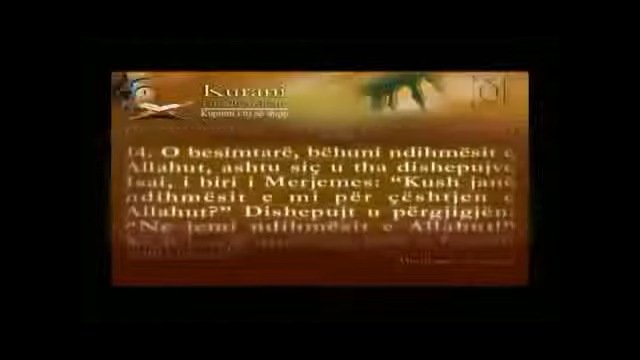 Kurani
Kuptimi i tij në shqip
14. O besimtarë, bëhuni ndihmësit e
Allahut, ashtu siç u tha dishepujve
Isai, i biri i Merjemes: “Kush janë
ndihmësit e mi për çështjen e
Allahut?” Dishepujt u përgjigjën:
“Ne jemi ndihmësit e Allahut!”